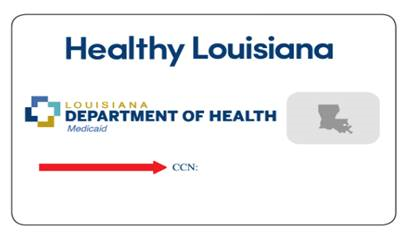 Healthy Louisiana
LOUISIANA
DEPARTMENT OF HEALTH
Medicaid
CCN: